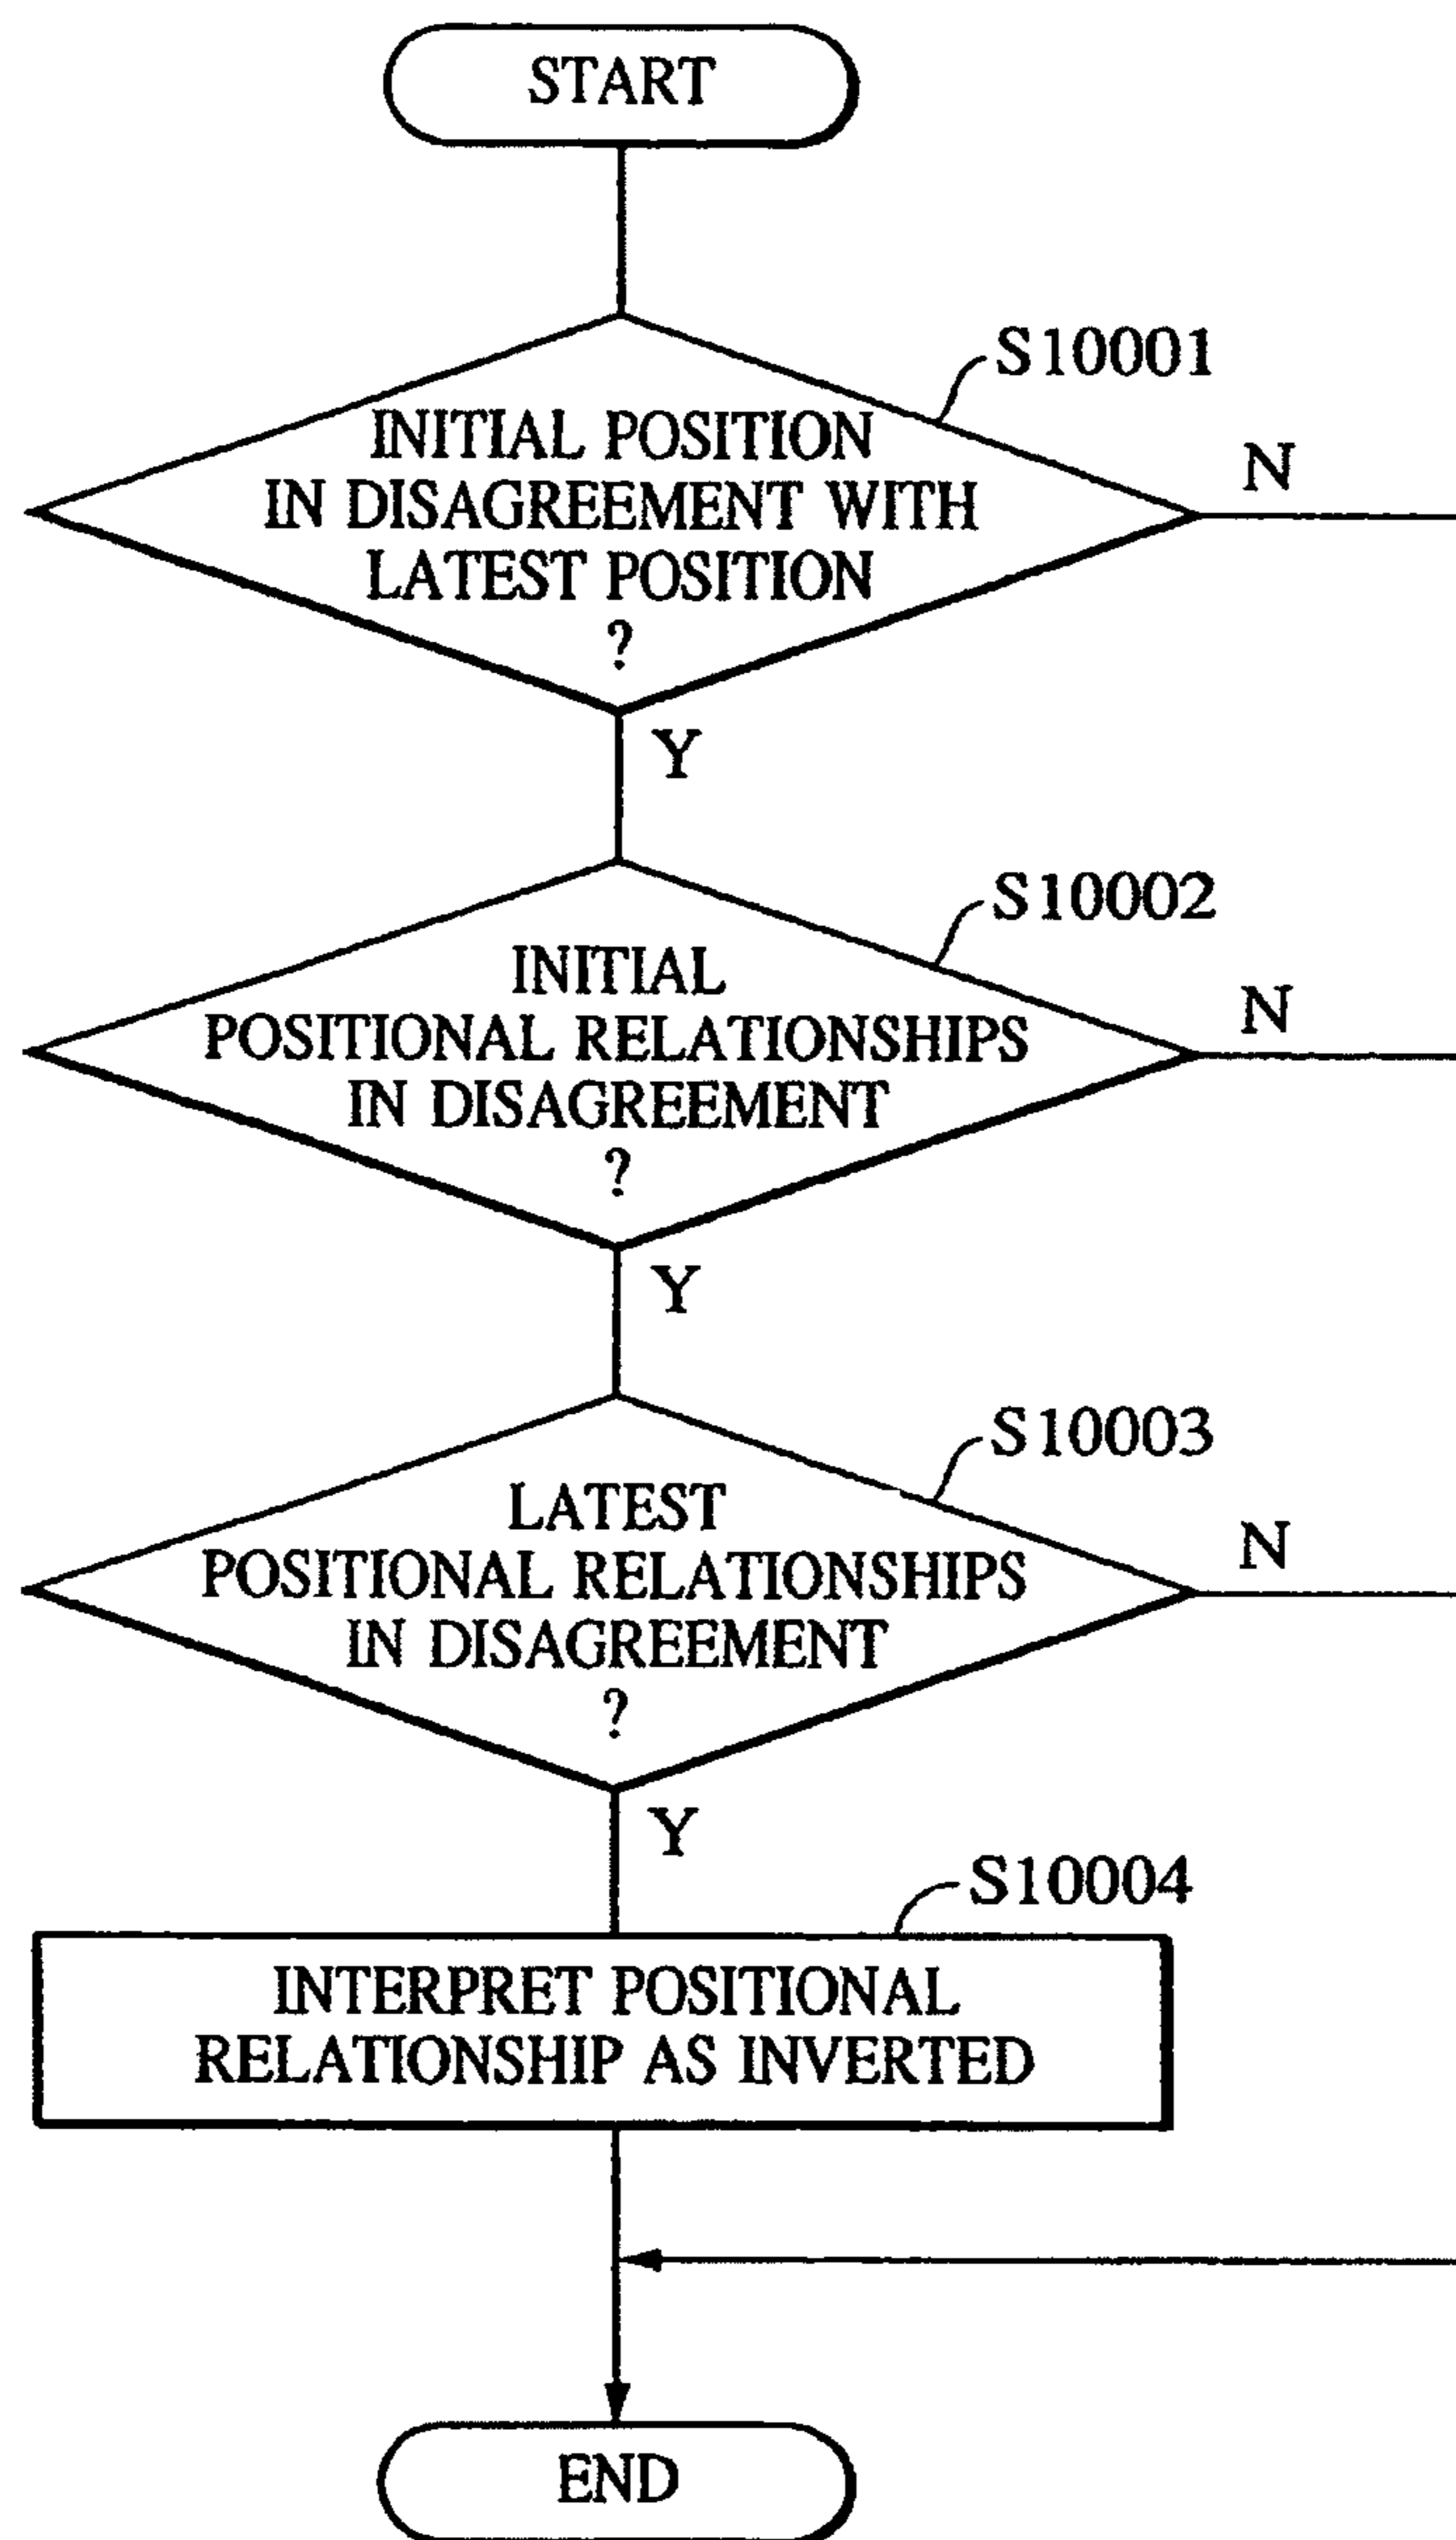 START
S10001
INITIAL POSITION
IN DISAGREEMENT WITH
LATEST POSITION
?
N
Y
S10002
INITIAL
POSITIONAL RELATIONSHIPS
IN DISAGREEMENT
?
N
Y
S10003
LATEST
POSITIONAL RELATIONSHIPS
IN DISAGREEMENT
?
N
Y
S10004
INTERPRET POSITIONAL
RELATIONSHIP AS INVERTED
END